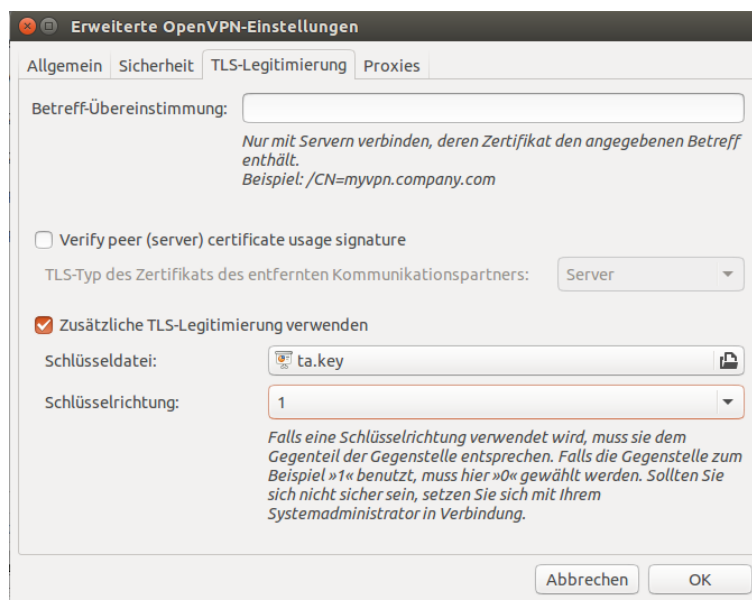 Erweiterte OpenVPN-Einstellungen
Allgemein Sicherheit TLS-Legitimierung Proxies
Betreff-Übereinstimmung:
Nur mit Servern verbinden, deren Zertifikat den angegebenen Betreff
enthält.
Beispiel: /CN=myvpn.company.com
Verify peer (server) certificate usage signature
TLS-Typ des Zertifikats des entfernten Kommunikationspartners: Server
Zusätzliche TLS-Legitimierung verwenden
Schlüsseldatei: ta.key
Schlüsselrichtung: 1
Falls eine Schlüsselrichtung verwendet wird, muss sie dem
Gegenteil der Gegenstelle entsprechen. Falls die Gegenstelle zum
Beispiel »1« benutzt, muss hier »0« gewählt werden. Sollten Sie
sich nicht sicher sein, setzen Sie sich mit Ihrem
Systemadministrator in Verbindung.
Abbrechen OK